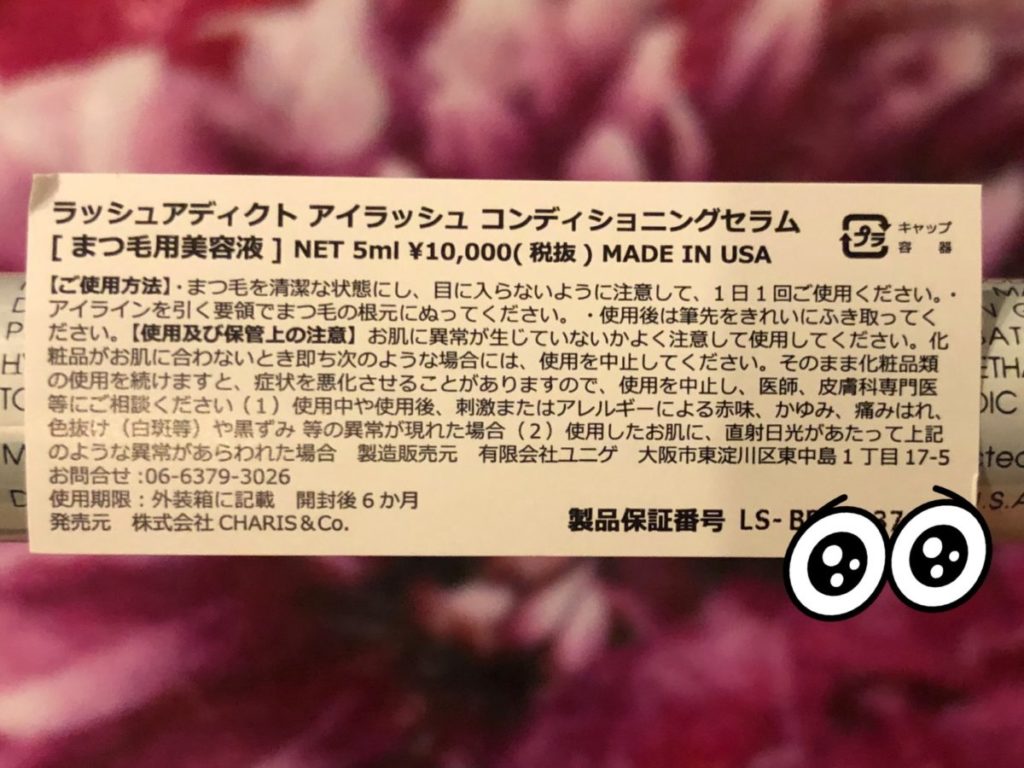 ラッシュアディクト アイラッシュ コンディショニングセラム
[ まつ毛用美容液 ] NET 5ml ¥10,000( 税抜 ) MADE IN USA
プラ
キャップ
容器
【ご使用方法】・まつ毛を清潔な状態にし、目に入らないように注意して、1日1回ご使用ください。・
アイラインを引く要領でまつ毛の根元にぬってください。 ・使用後は筆先をきれいにふき取ってく
ださい。【使用及び保管上の注意】お肌に異常が生じていないかよく注意して使用してください。化
粧品がお肌に合わないとき即ち次のような場合には、使用を中止してください。そのまま化粧品類
の使用を続けますと、症状を悪化させることがありますので、使用を中止し、医師、皮膚科専門医
等にご相談ください（1）使用中や使用後、刺激またはアレルギーによる赤味、かゆみ、痛みはれ、
色抜け（白斑等）や黒ずみ 等の異常が現れた場合（2）使用したお肌に、直射日光があたって上記
のような異常があらわれた場合　製造販売元　有限会社ユニゲ　大阪市東淀川区東中島1丁目17-5
お問合せ:06-6379-3026
使用期限：外装箱に記載　開封後6か月
発売元　株式会社 CHARIS＆Co.
製品保証番号 LS-